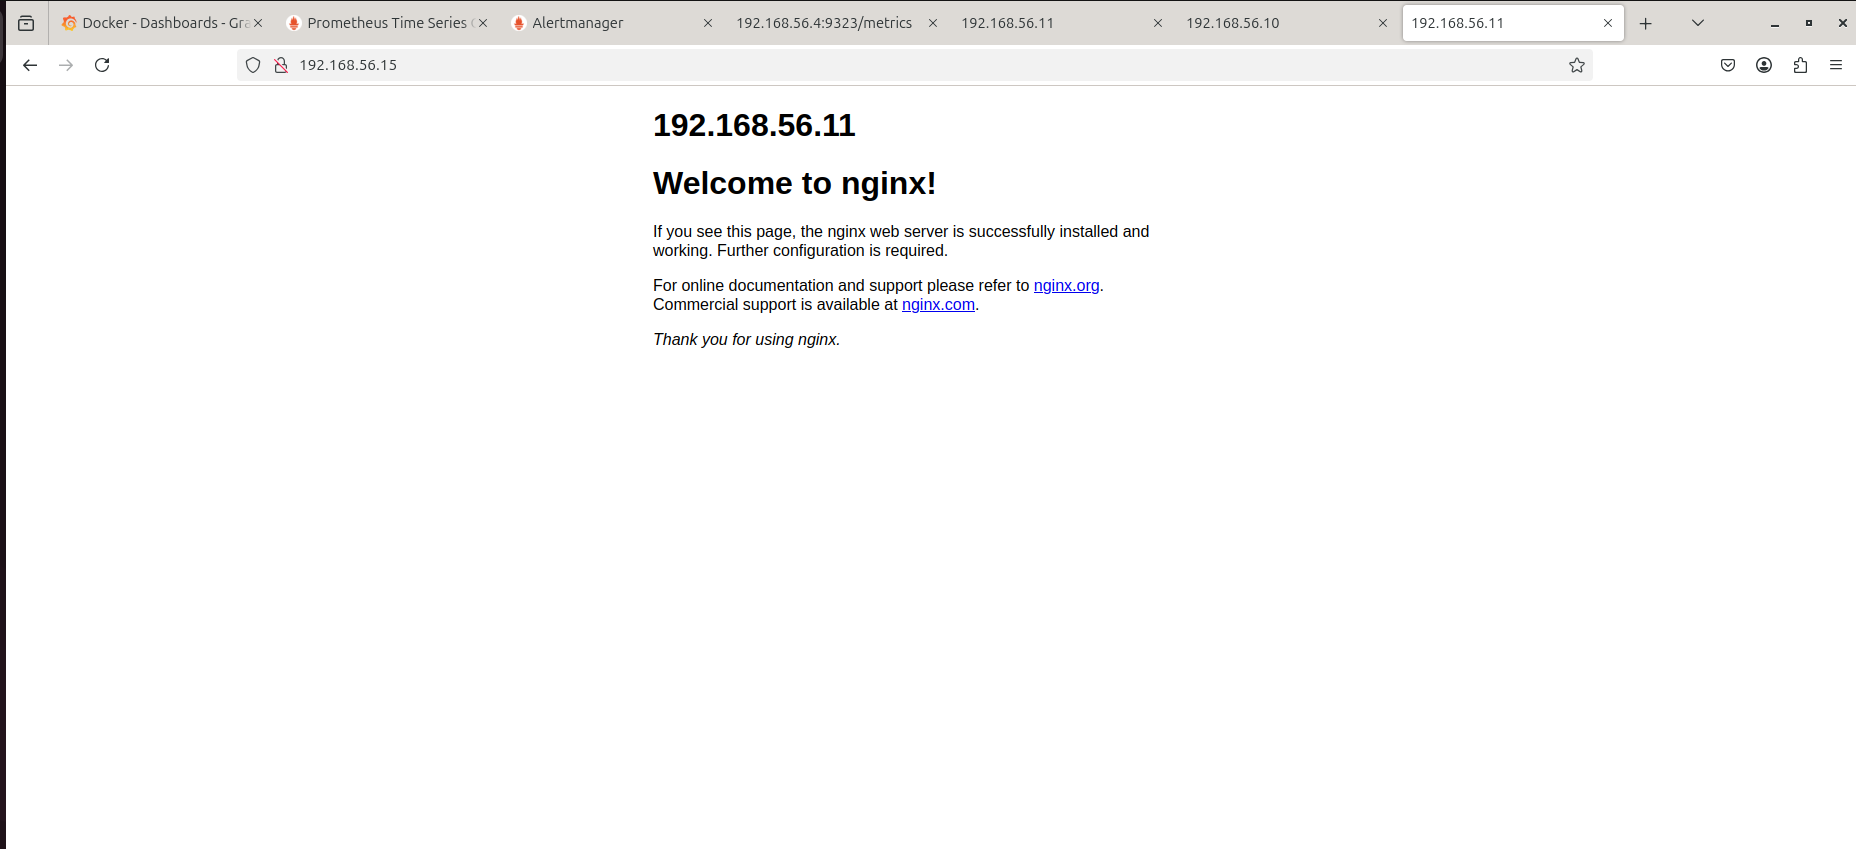 Docker - Dashboards - Gra
Prometheus Time Series
Alertmanager
192.168.56.4:9323/metrics
192.168.56.11
192.168.56.10
192.168.56.11
192.168.56.15
192.168.56.11
Welcome to nginx!
If you see this page, the nginx web server is successfully installed and
working. Further configuration is required.
For online documentation and support please refer to nginx.org.
Commercial support is available at nginx.com.
Thank you for using nginx.